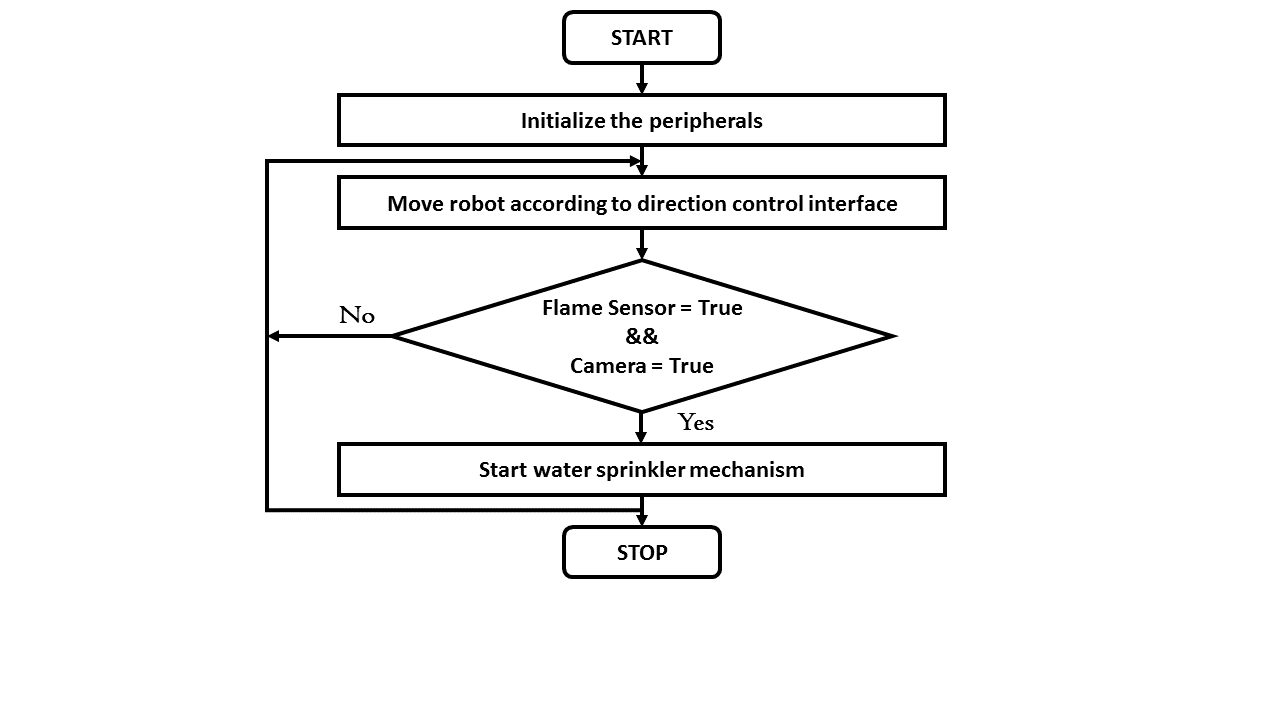 START
Initialize the peripherals
Move robot according to direction control interface
Flame Sensor = True
&&
Camera = True
No
Yes
Start water sprinkler mechanism
STOP